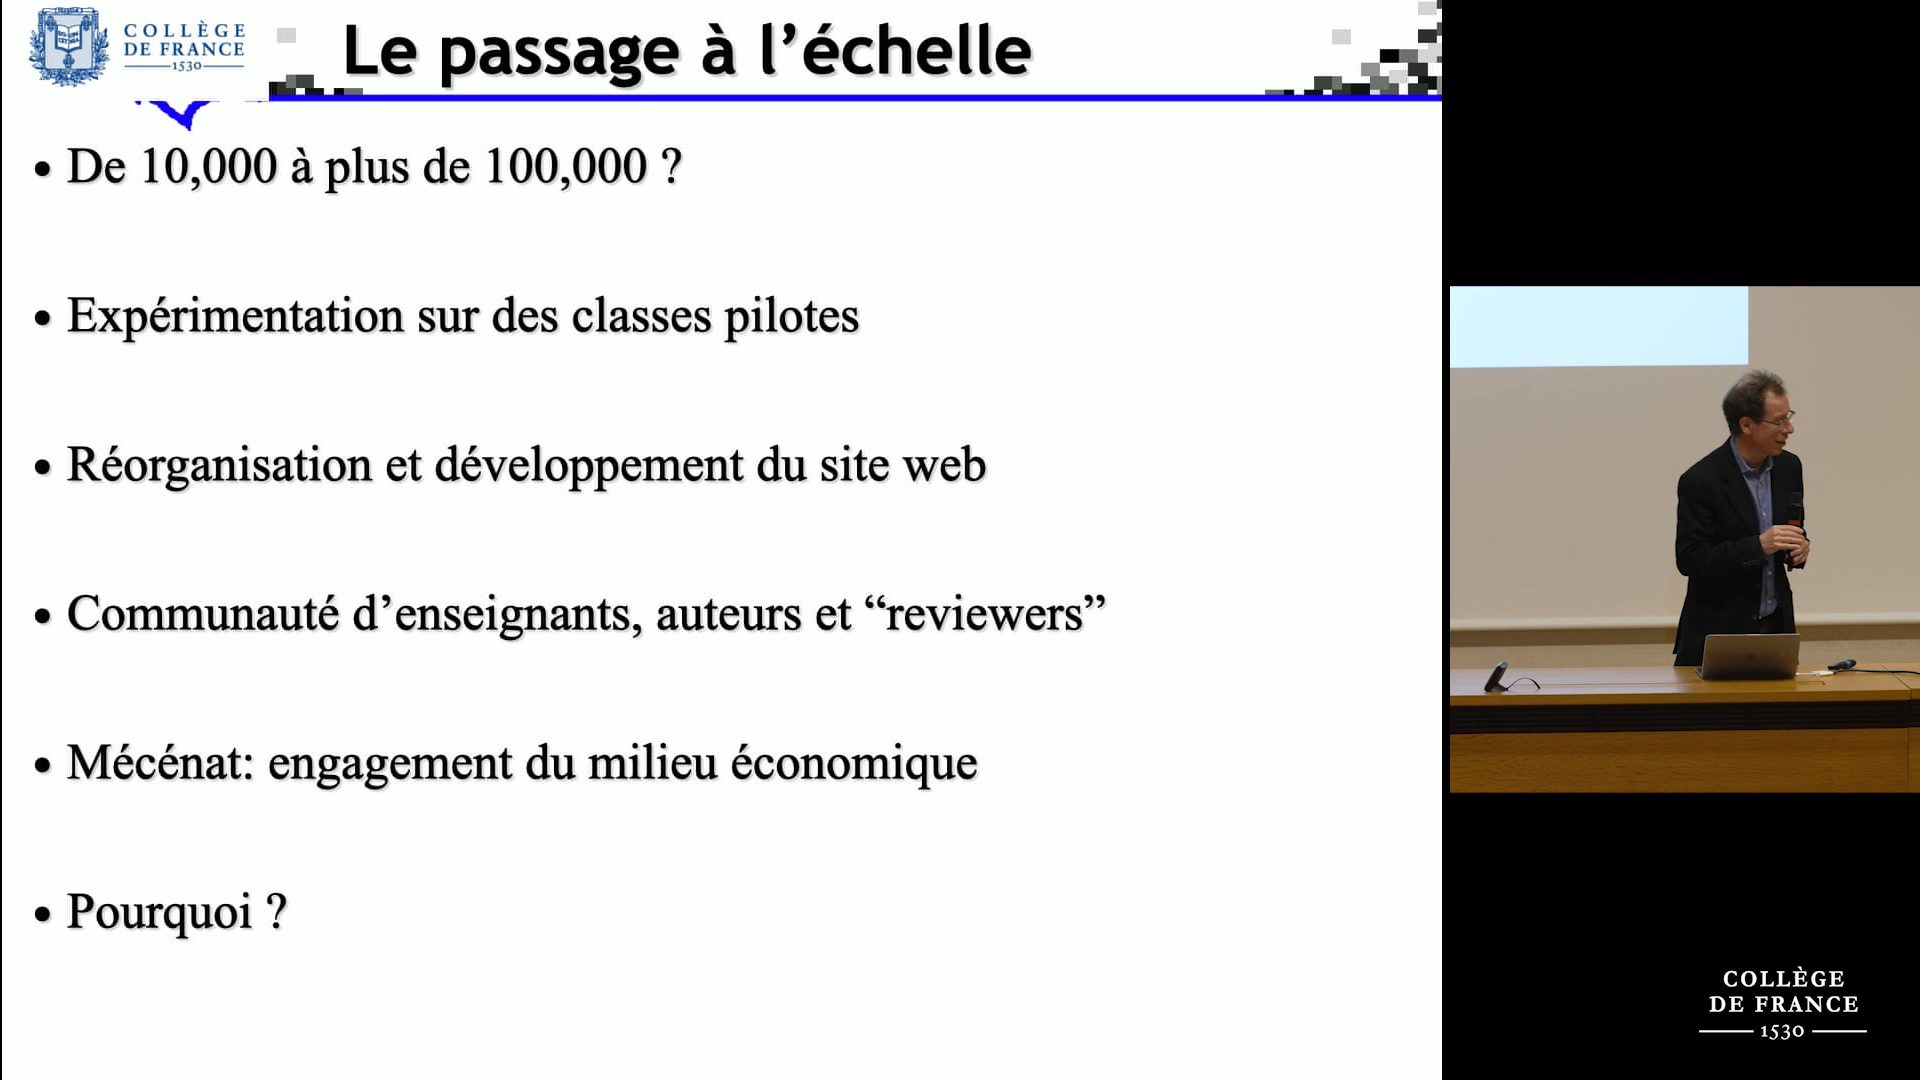 COLLÈGE
DE FRANCE
1530
Le passage à l’échelle
• De 10,000 à plus de 100,000 ?
• Expérimentation sur des classes pilotes
• Réorganisation et développement du site web
• Communauté d’enseignants, auteurs et “reviewers”
• Mécénat: engagement du milieu économique
• Pourquoi ?
COLLÈGE
DE FRANCE
1530